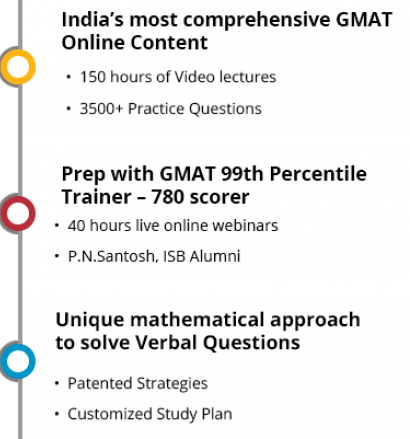 India's most comprehensive GMAT
Online Content
• 150 hours of Video lectures
• 3500+ Practice Questions
Prep with GMAT 99th Percentile
Trainer – 780 scorer
• 40 hours live online webinars
• P.N.Santosh, ISB Alumni
Unique mathematical approach
to solve Verbal Questions
• Patented Strategies
• Customized Study Plan